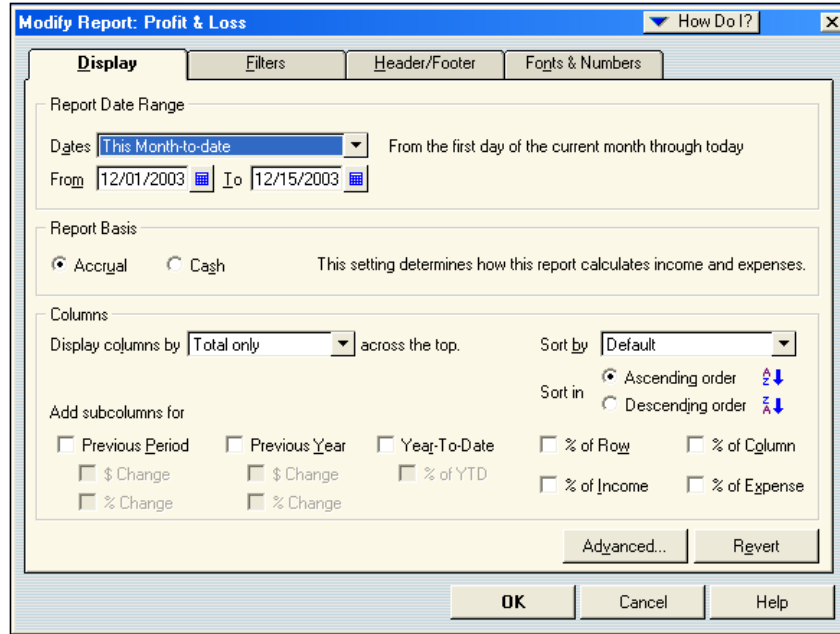 Modify Report: Profit & Loss How Do I?
Display Filters Header/Footer Fonts & Numbers
Report Date Range
Dates This Month-to-date From the first day of the current month through today
From 12/01/2003 To 12/15/2003
Report Basis
Accrual Cash This setting determines how this report calculates income and expenses.
Columns
Display columns by Total only across the top. Sort by Default
Sort in Ascending order A Z
Descending order Z A
Add subcolumns for
Previous Period Previous Year Year-To-Date % of Row % of Column
$ Change $ Change % of YTD
% Change % Change % of Income % of Expense
Advanced... Revert
OK Cancel Help